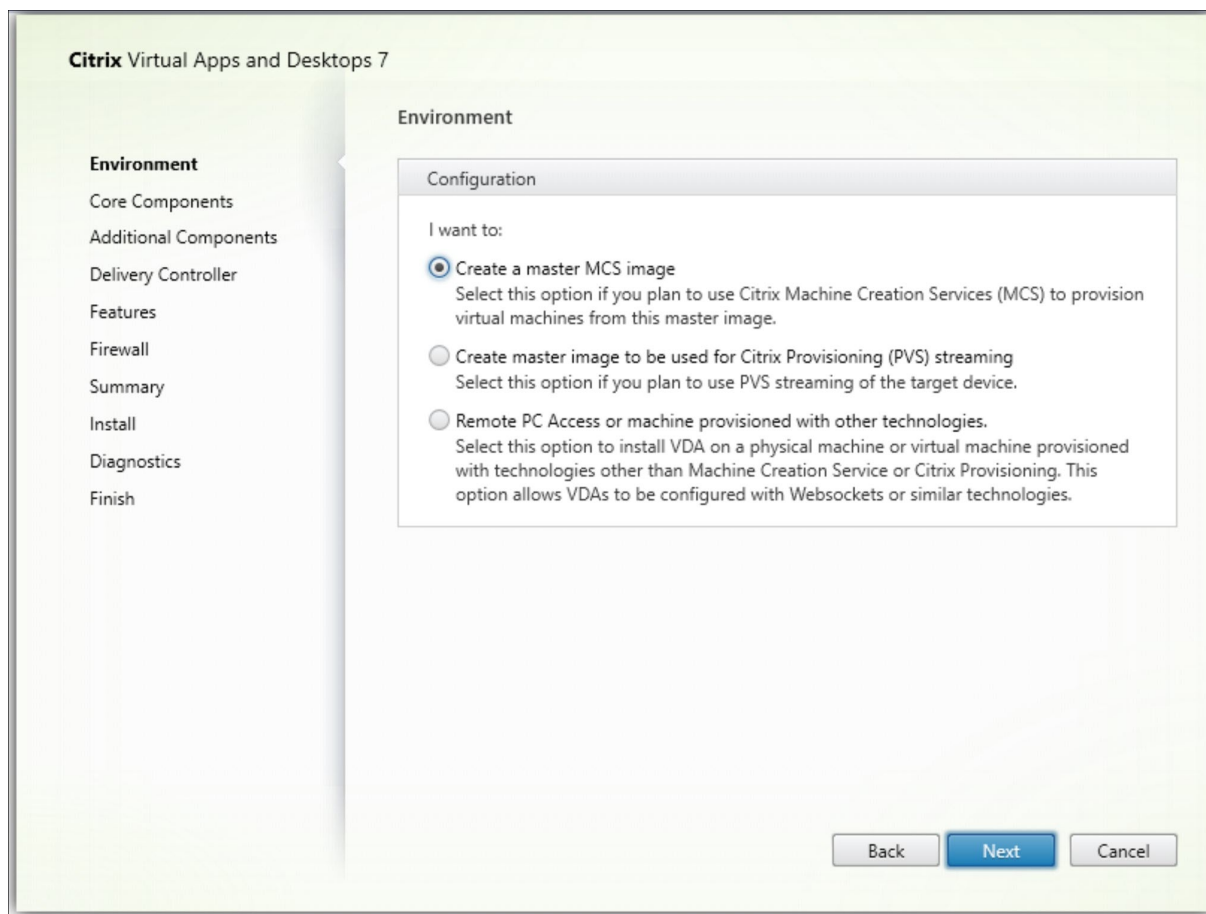 Citrix Virtual Apps and Desktops 7
Environment
Core Components
Additional Components
Delivery Controller
Features
Firewall
Summary
Install
Diagnostics
Finish
Environment
Configuration
I want to:
Create a master MCS image
Select this option if you plan to use Citrix Machine Creation Services (MCS) to provision
virtual machines from this master image.
Create master image to be used for Citrix Provisioning (PVS) streaming
Select this option if you plan to use PVS streaming of the target device.
Remote PC Access or machine provisioned with other technologies.
Select this option to install VDA on a physical machine or virtual machine provisioned
with technologies other than Machine Creation Service or Citrix Provisioning. This
option allows VDAs to be configured with Websockets or similar technologies.
Back Next Cancel